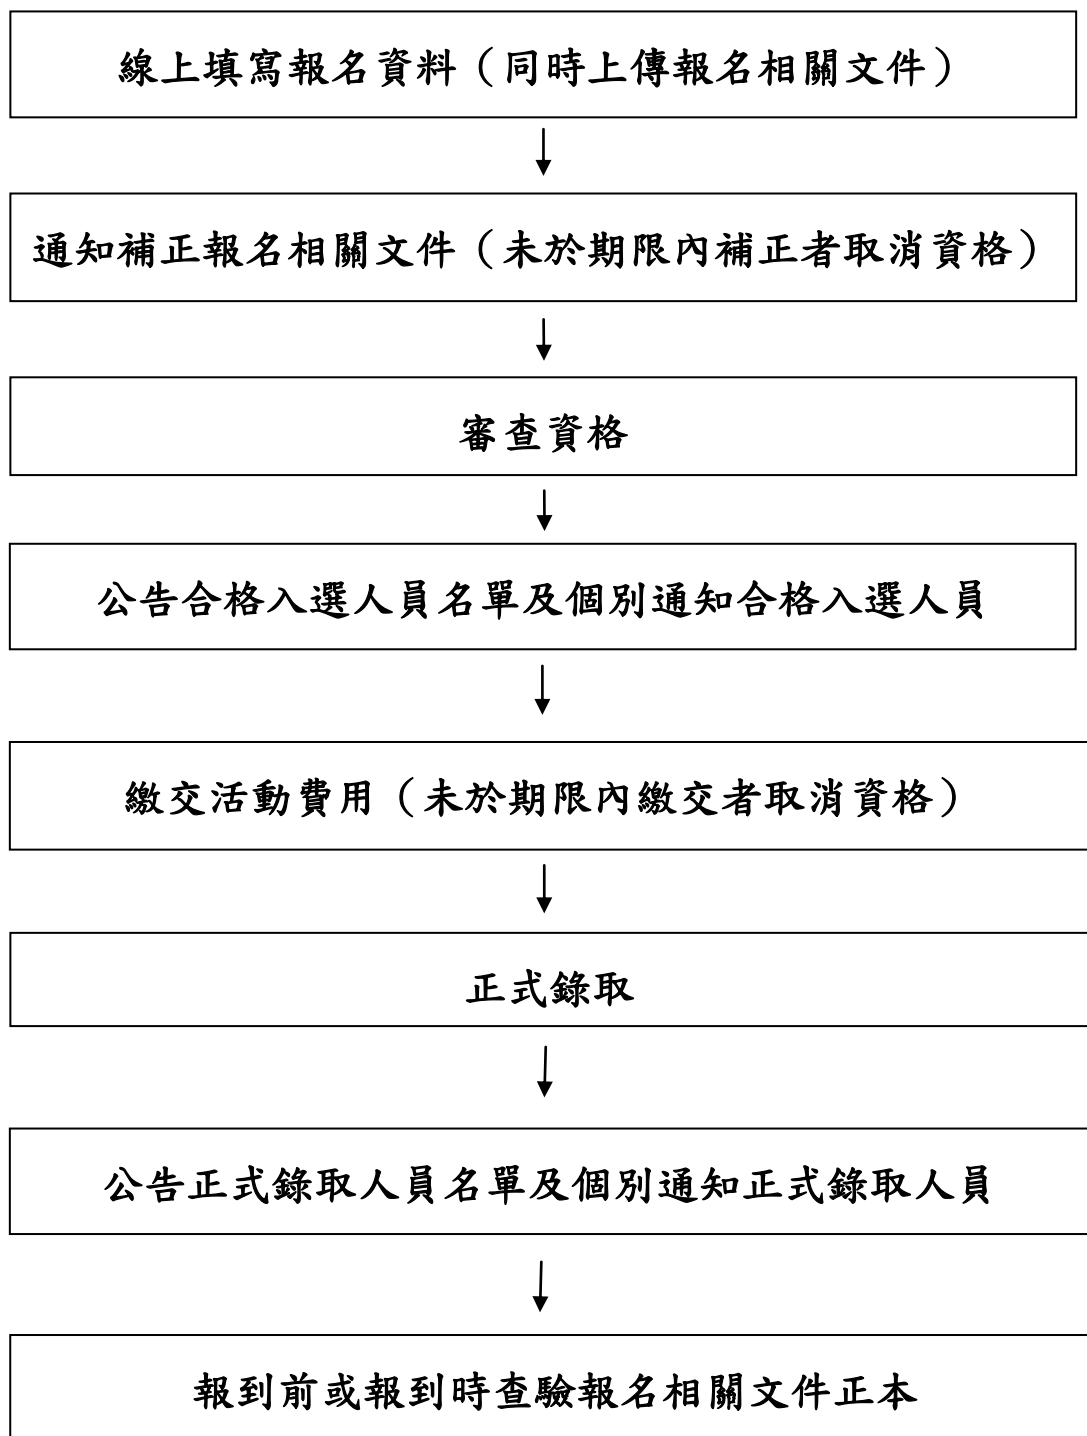 線上填寫報名資料（同時上傳報名相關文件）
通知補正報名相關文件（未於期限內補正者取消資格）
審查資格
公告合格入選人員名單及個別通知合格入選人員
繳交活動費用（未於期限內繳交者取消資格）
正式錄取
公告正式錄取人員名單及個別通知正式錄取人員
報到前或報到時查驗報名相關文件正本